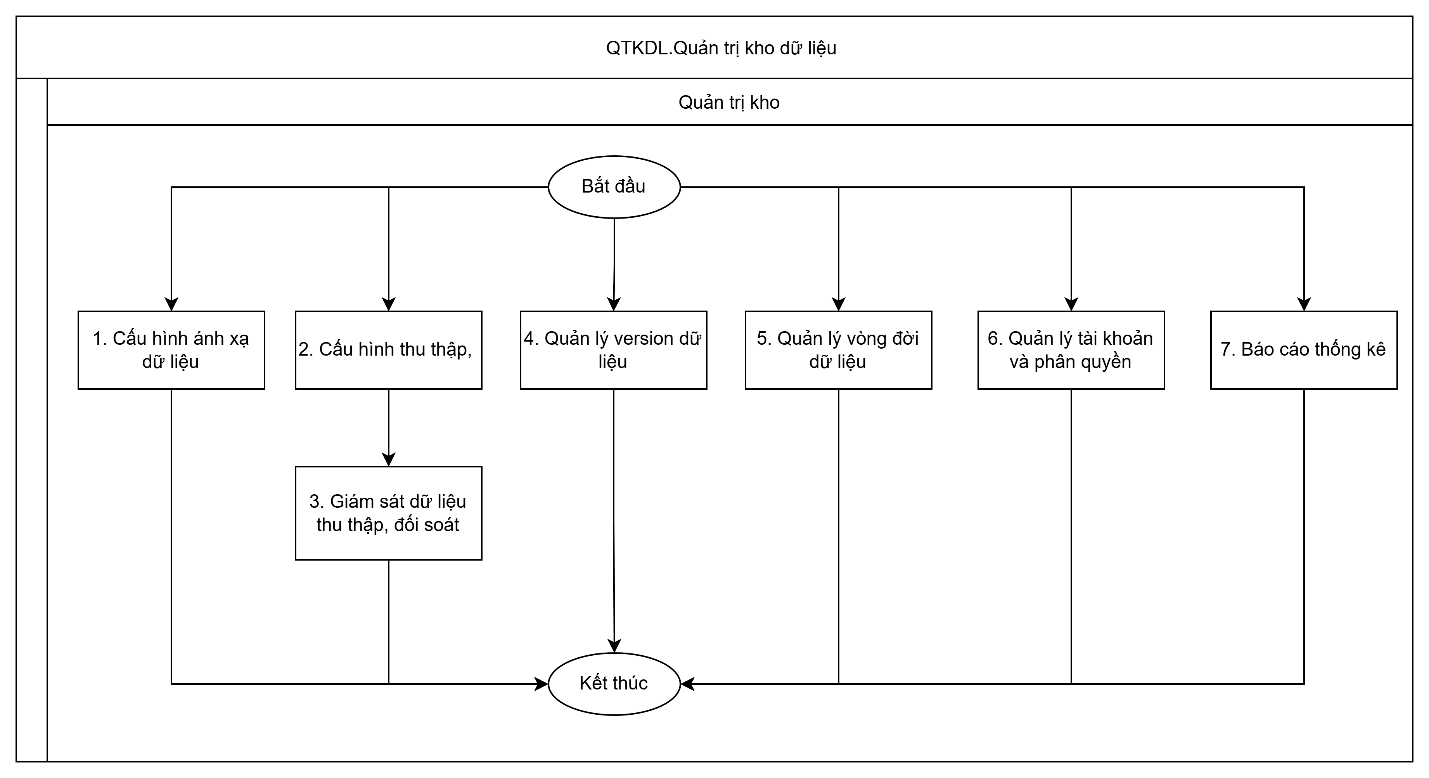 QTKDL.Quản trị kho dữ liệu
Quản trị kho
Bắt đầu
1. Cấu hình ánh xạ
dữ liệu
2. Cấu hình thu thập,
4. Quản lý version dữ
liệu
5. Quản lý vòng đời
dữ liệu
6. Quản lý tài khoản
và phân quyền
7. Báo cáo thống kê
3. Giám sát dữ liệu
thu thập, đối soát
Kết thúc